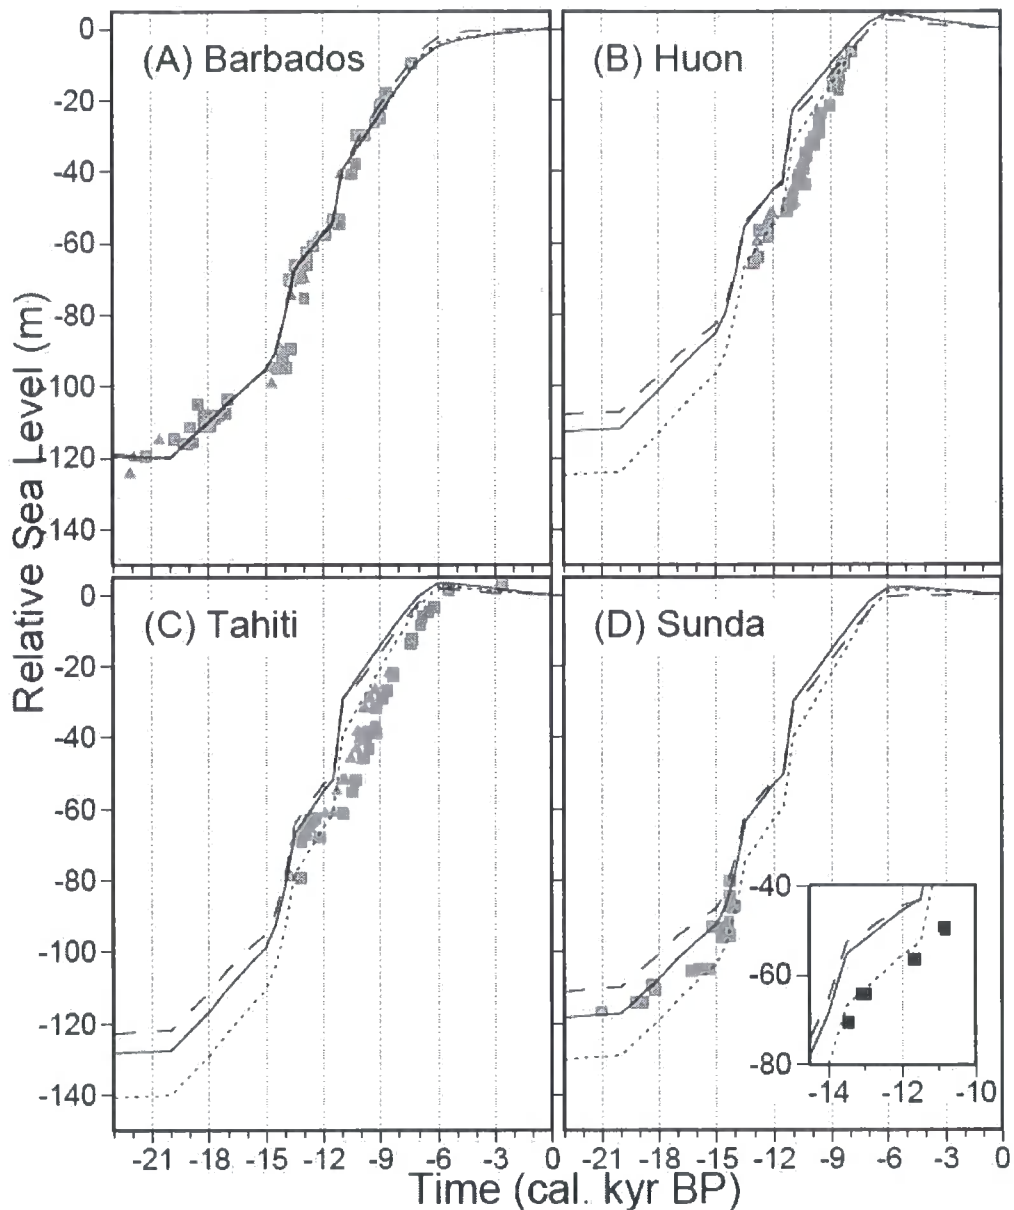 Relative Sea Level (m)
(A) Barbados
(B) Huon
0
-20
-40
-60
-80
-100
-120
-140
(C) Tahiti
(D) Sunda
0
-20
-40
-60
-80
-100
-120
-140
-40
-60
-80
-14 -12 -10
-21 -18 -15 -12 -9 -6 -3 0 -21 -18 -15 -12 -9 -6 -3 0
Time (cal. kyr BP)